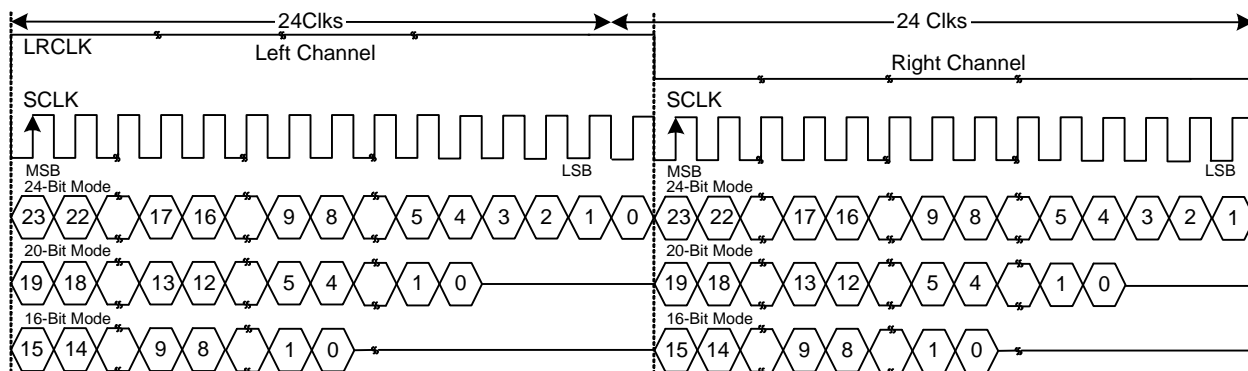 24Clks 24 Clks
LRCLK
Left Channel
Right Channel
SCLK SCLK
MSB LSB MSB LSB
24-Bit Mode 24-Bit Mode
23 22 17 16 9 8 5 4 3 2 1 0 23 22 17 16 9 8 5 4 3 2 1
20-Bit Mode 20-Bit Mode
19 18 13 12 5 4 1 0 19 18 13 12 5 4 1 0
16-Bit Mode 16-Bit Mode
15 14 9 8 1 0 15 14 9 8 1 0